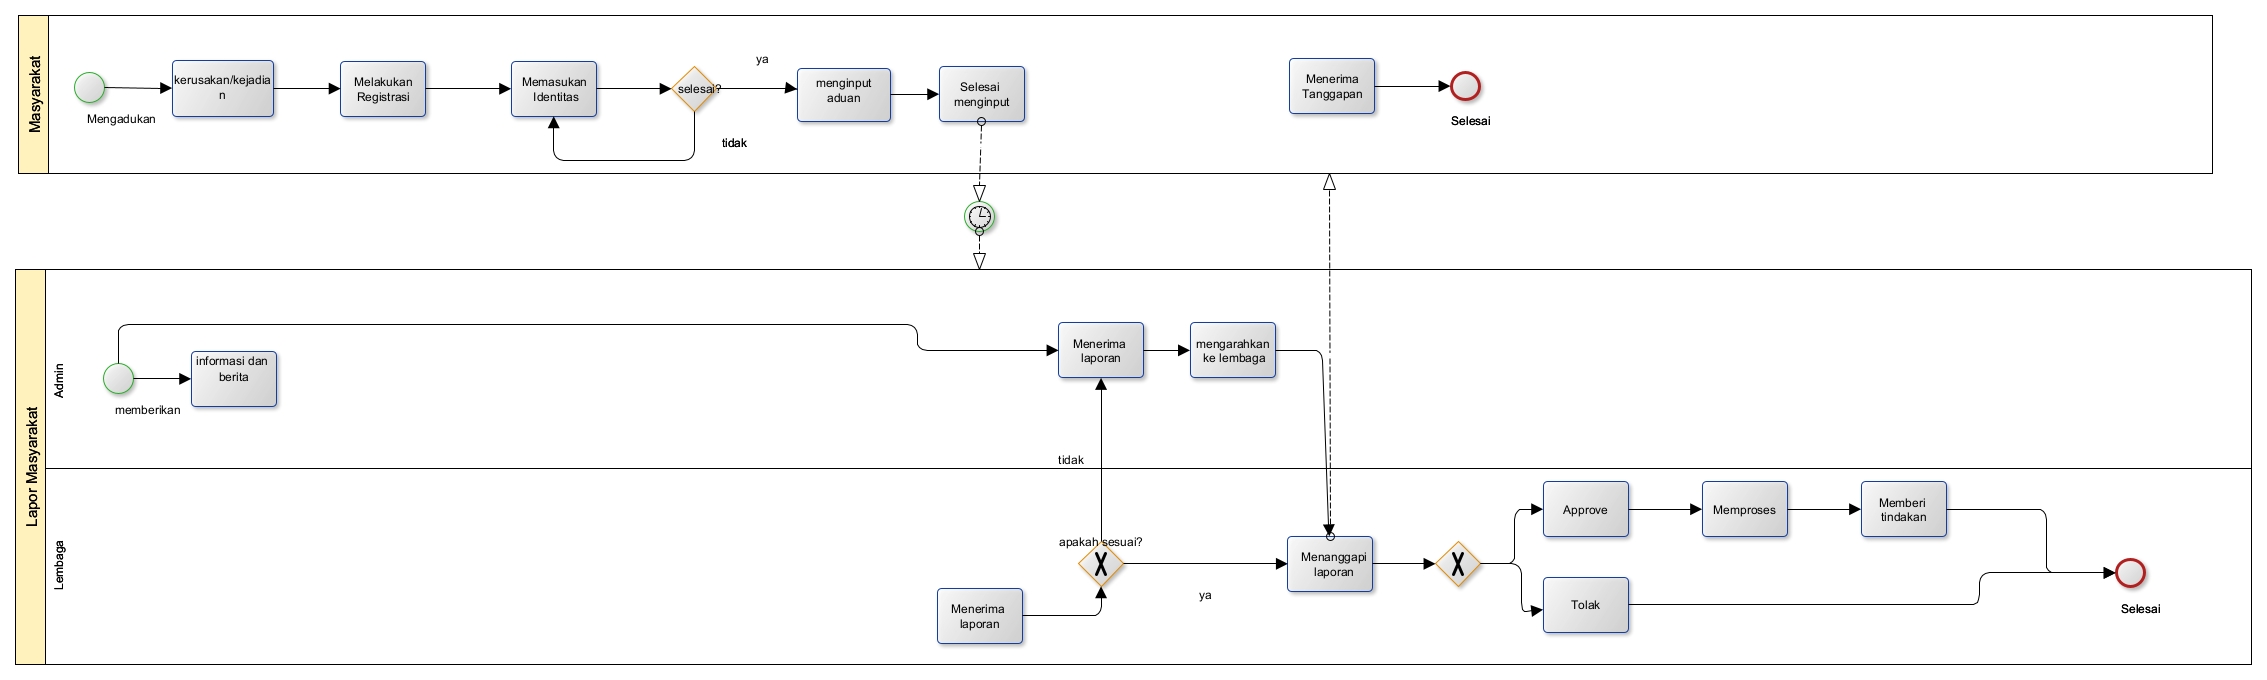 Masyarakat
Mengadukan
kerusakan/kejadia
n
Melakukan
Registrasi
Memasukan
Identitas
selesai?
ya
tidak
menginput
aduan
Selesai
menginput
Menerima
Tanggapan
Selesai
Lapor Masyarakat
Admin
memberikan
informasi dan
berita
Menerima
laporan
mengarahkan
ke lembaga
tidak
Lembaga
Menerima
laporan
apakah sesuai?
X
ya
Menanggapi
laporan
X
Approve
Memproses
Memberi
tindakan
Tolak
Selesai